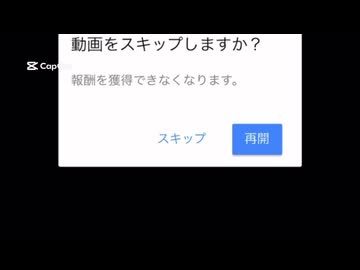 動画をスキップしますか？
報酬を獲得できなくなります。
スキップ
再開